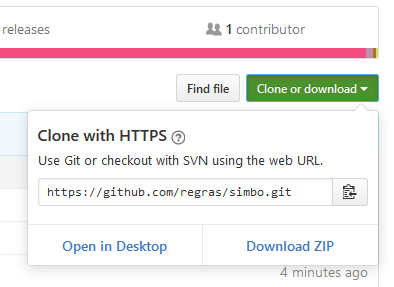 releases
1 contributor
Find file
Clone or download
Clone with HTTPS ?
Use Git or checkout with SVN using the web URL.
https://github.com/regras/simbo.git
Open in Desktop
Download ZIP
4 minutes ago